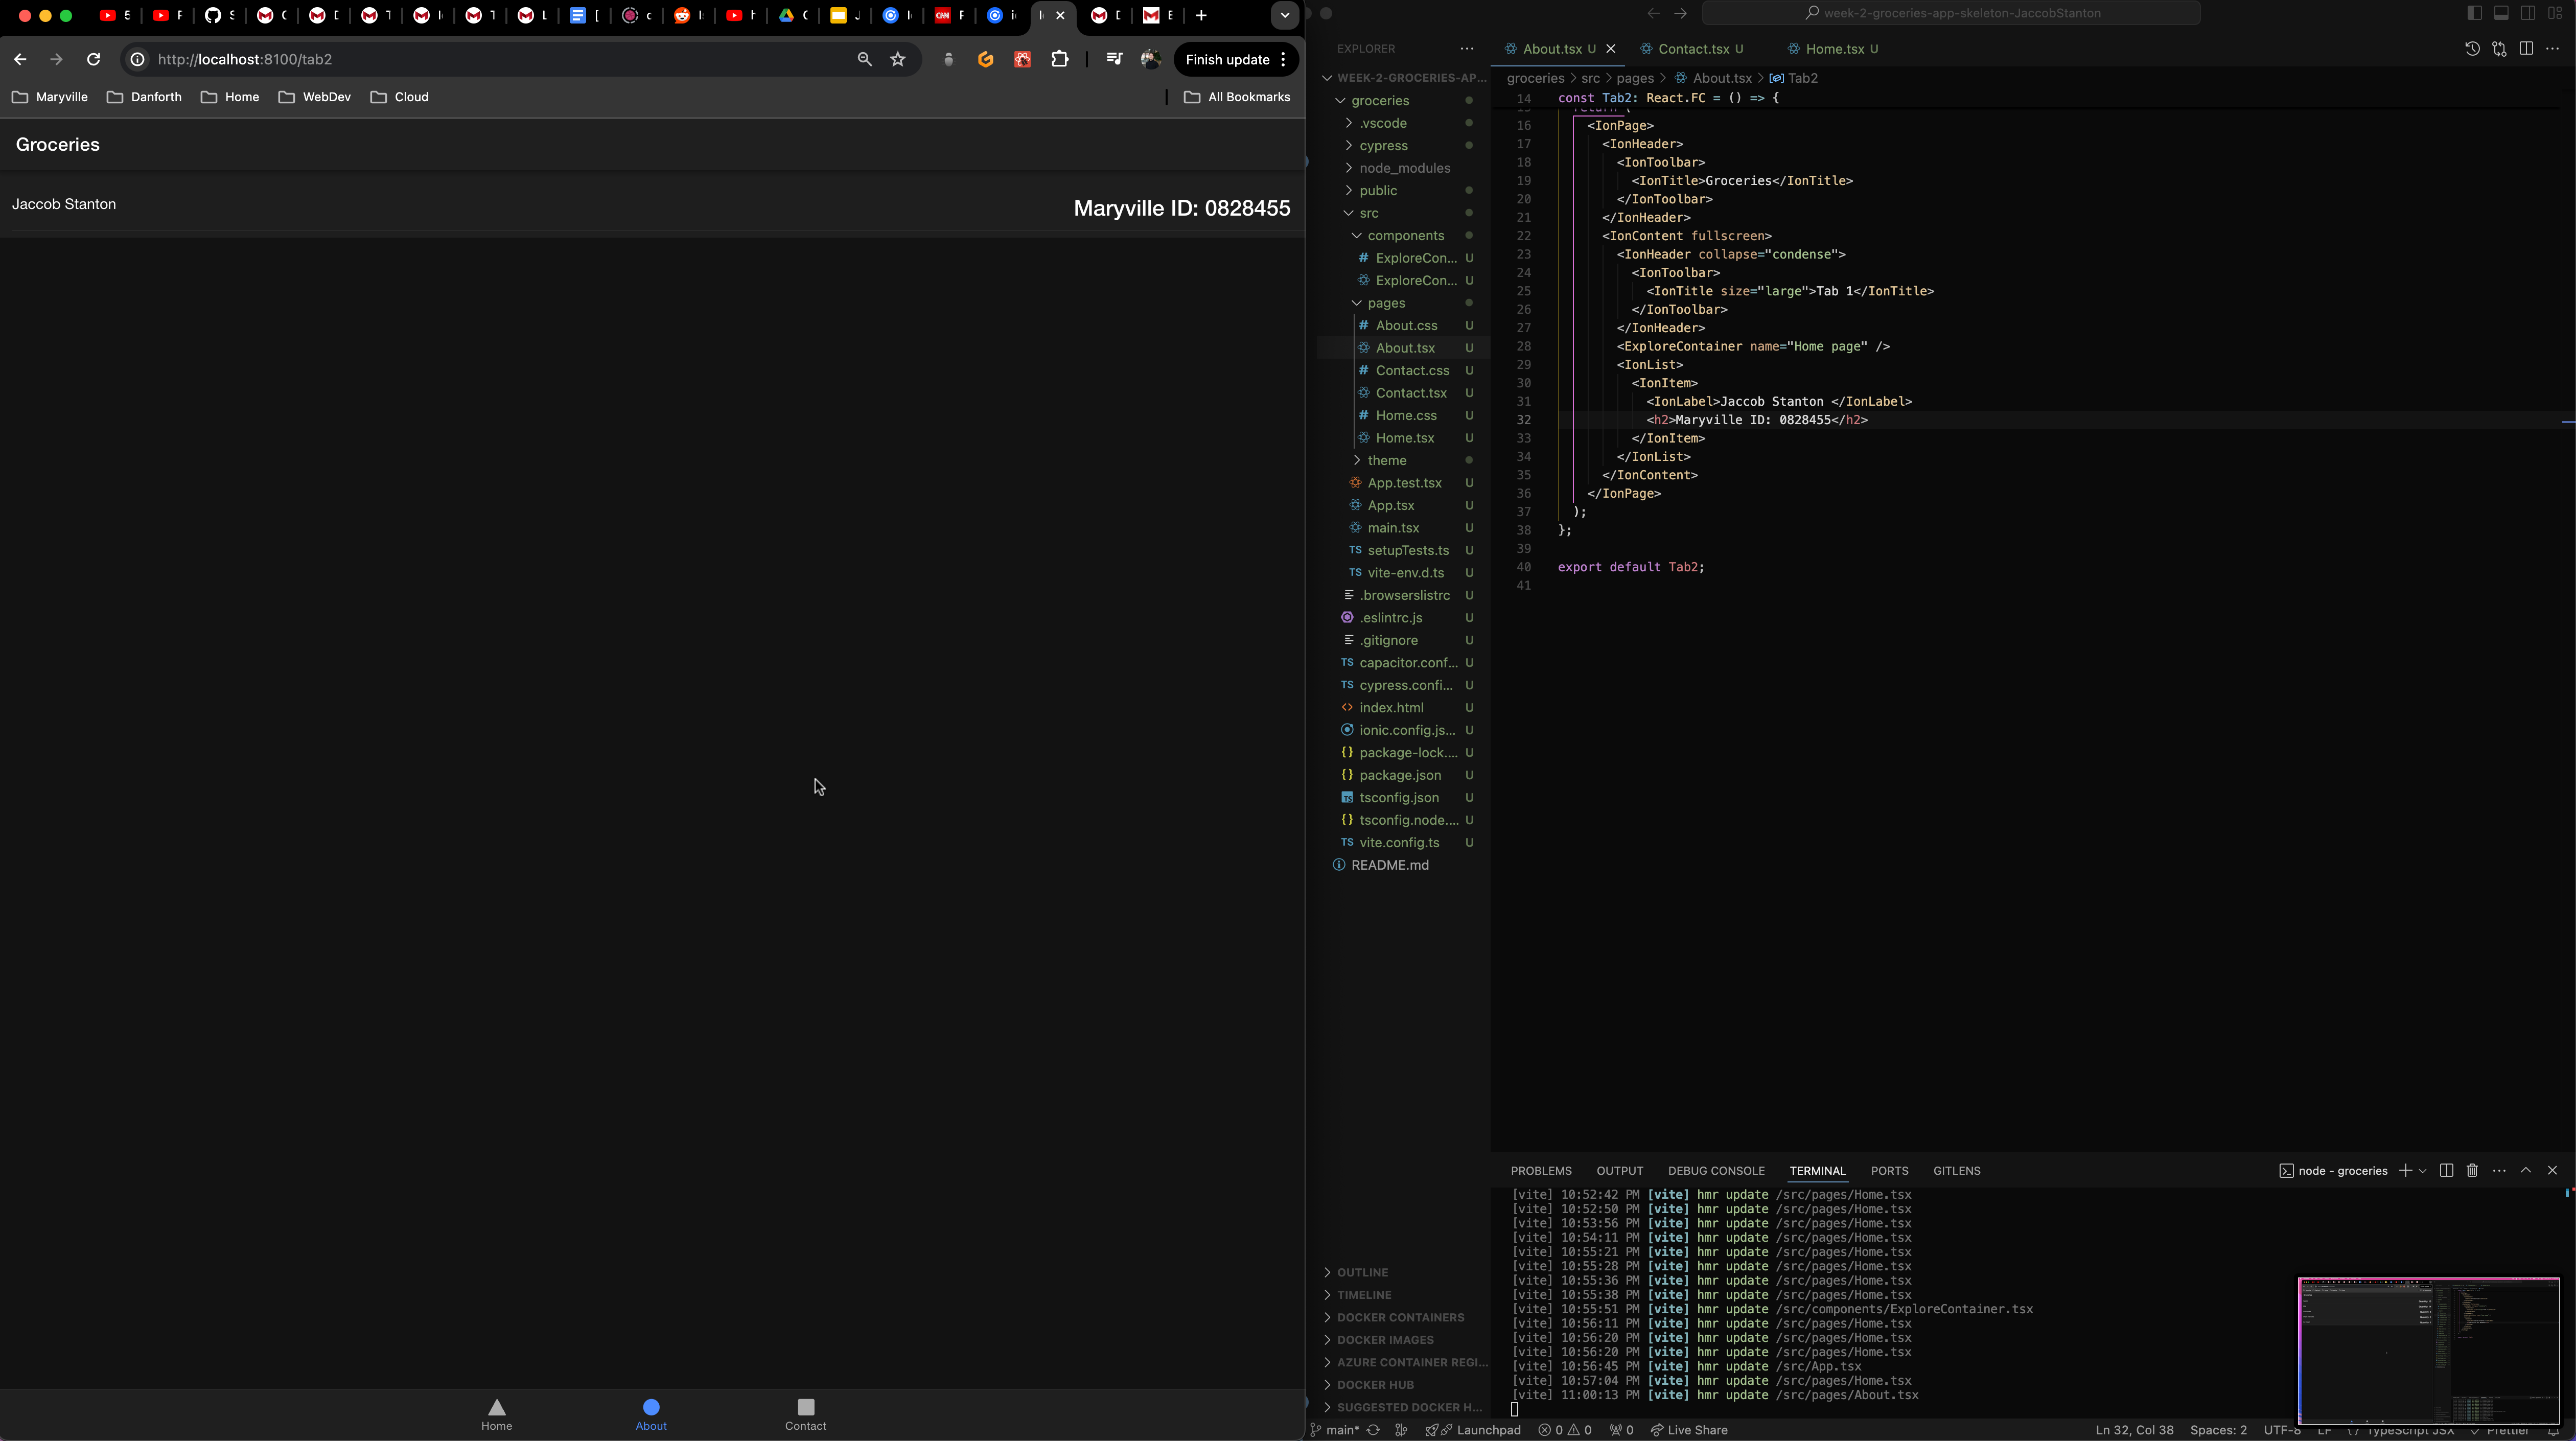 http://localhost:8100/tab2
Finish update
Maryville
Danforth
Home
WebDev
Cloud
All Bookmarks
Groceries
Jaccob Stanton
Maryville ID: 0828455
Home
About
Contact
week-2-groceries-app-skeleton-JaccobStanton
EXPLORER
WEEK-2-GROCERIES-AP...
groceries
.vscode
cypress
node_modules
public
src
components
ExploreCon... U
ExploreCon... U
pages
About.css U
About.tsx U
Contact.css U
Contact.tsx U
Home.css U
Home.tsx U
theme
App.test.tsx U
App.tsx U
main.tsx U
setupTests.ts U
vite-env.d.ts U
.browserslistrc U
.eslintrc.js U
.gitignore U
capacitor.conf... U
cypress.confi... U
index.html U
ionic.config.js... U
package-lock.... U
package.json U
tsconfig.json U
tsconfig.node.... U
vite.config.ts U
README.md
OUTLINE
TIMELINE
DOCKER CONTAINERS
DOCKER IMAGES
AZURE CONTAINER REGI...
DOCKER HUB
SUGGESTED DOCKER H...
About.tsx U
Contact.tsx U
Home.tsx U
groceries > src > pages > About.tsx > Tab2
14 const Tab2: React.FC = () => {
15 return (
16 <IonPage>
17 <IonHeader>
18 <IonToolbar>
19 <IonTitle>Groceries</IonTitle>
20 </IonToolbar>
21 </IonHeader>
22 <IonContent fullscreen>
23 <IonHeader collapse="condense">
24 <IonToolbar>
25 <IonTitle size="large">Tab 1</IonTitle>
26 </IonToolbar>
27 </IonHeader>
28 <ExploreContainer name="Home page" />
29 <IonList>
30 <IonItem>
31 <IonLabel>Jaccob Stanton </IonLabel>
32 <h2>Maryville ID: 0828455</h2>
33 </IonItem>
34 </IonList>
35 </IonContent>
36 </IonPage>
37 );
38 };
39
40 export default Tab2;
41
PROBLEMS OUTPUT DEBUG CONSOLE TERMINAL PORTS GITLENS
node - groceries
[vite] 10:52:42 PM [vite] hmr update /src/pages/Home.tsx
[vite] 10:52:50 PM [vite] hmr update /src/pages/Home.tsx
[vite] 10:53:56 PM [vite] hmr update /src/pages/Home.tsx
[vite] 10:54:11 PM [vite] hmr update /src/pages/Home.tsx
[vite] 10:55:21 PM [vite] hmr update /src/pages/Home.tsx
[vite] 10:55:28 PM [vite] hmr update /src/pages/Home.tsx
[vite] 10:55:36 PM [vite] hmr update /src/pages/Home.tsx
[vite] 10:55:38 PM [vite] hmr update /src/pages/Home.tsx
[vite] 10:55:51 PM [vite] hmr update /src/components/ExploreContainer.tsx
[vite] 10:56:11 PM [vite] hmr update /src/pages/Home.tsx
[vite] 10:56:20 PM [vite] hmr update /src/pages/Home.tsx
[vite] 10:56:20 PM [vite] hmr update /src/pages/Home.tsx
[vite] 10:56:45 PM [vite] hmr update /src/App.tsx
[vite] 10:57:04 PM [vite] hmr update /src/pages/Home.tsx
[vite] 11:00:13 PM [vite] hmr update /src/pages/About.tsx
main* Launchpad 0 0 0 Live Share
Ln 32, Col 38 Spaces: 2 UTF-8 LF TypeScript JSX Prettier